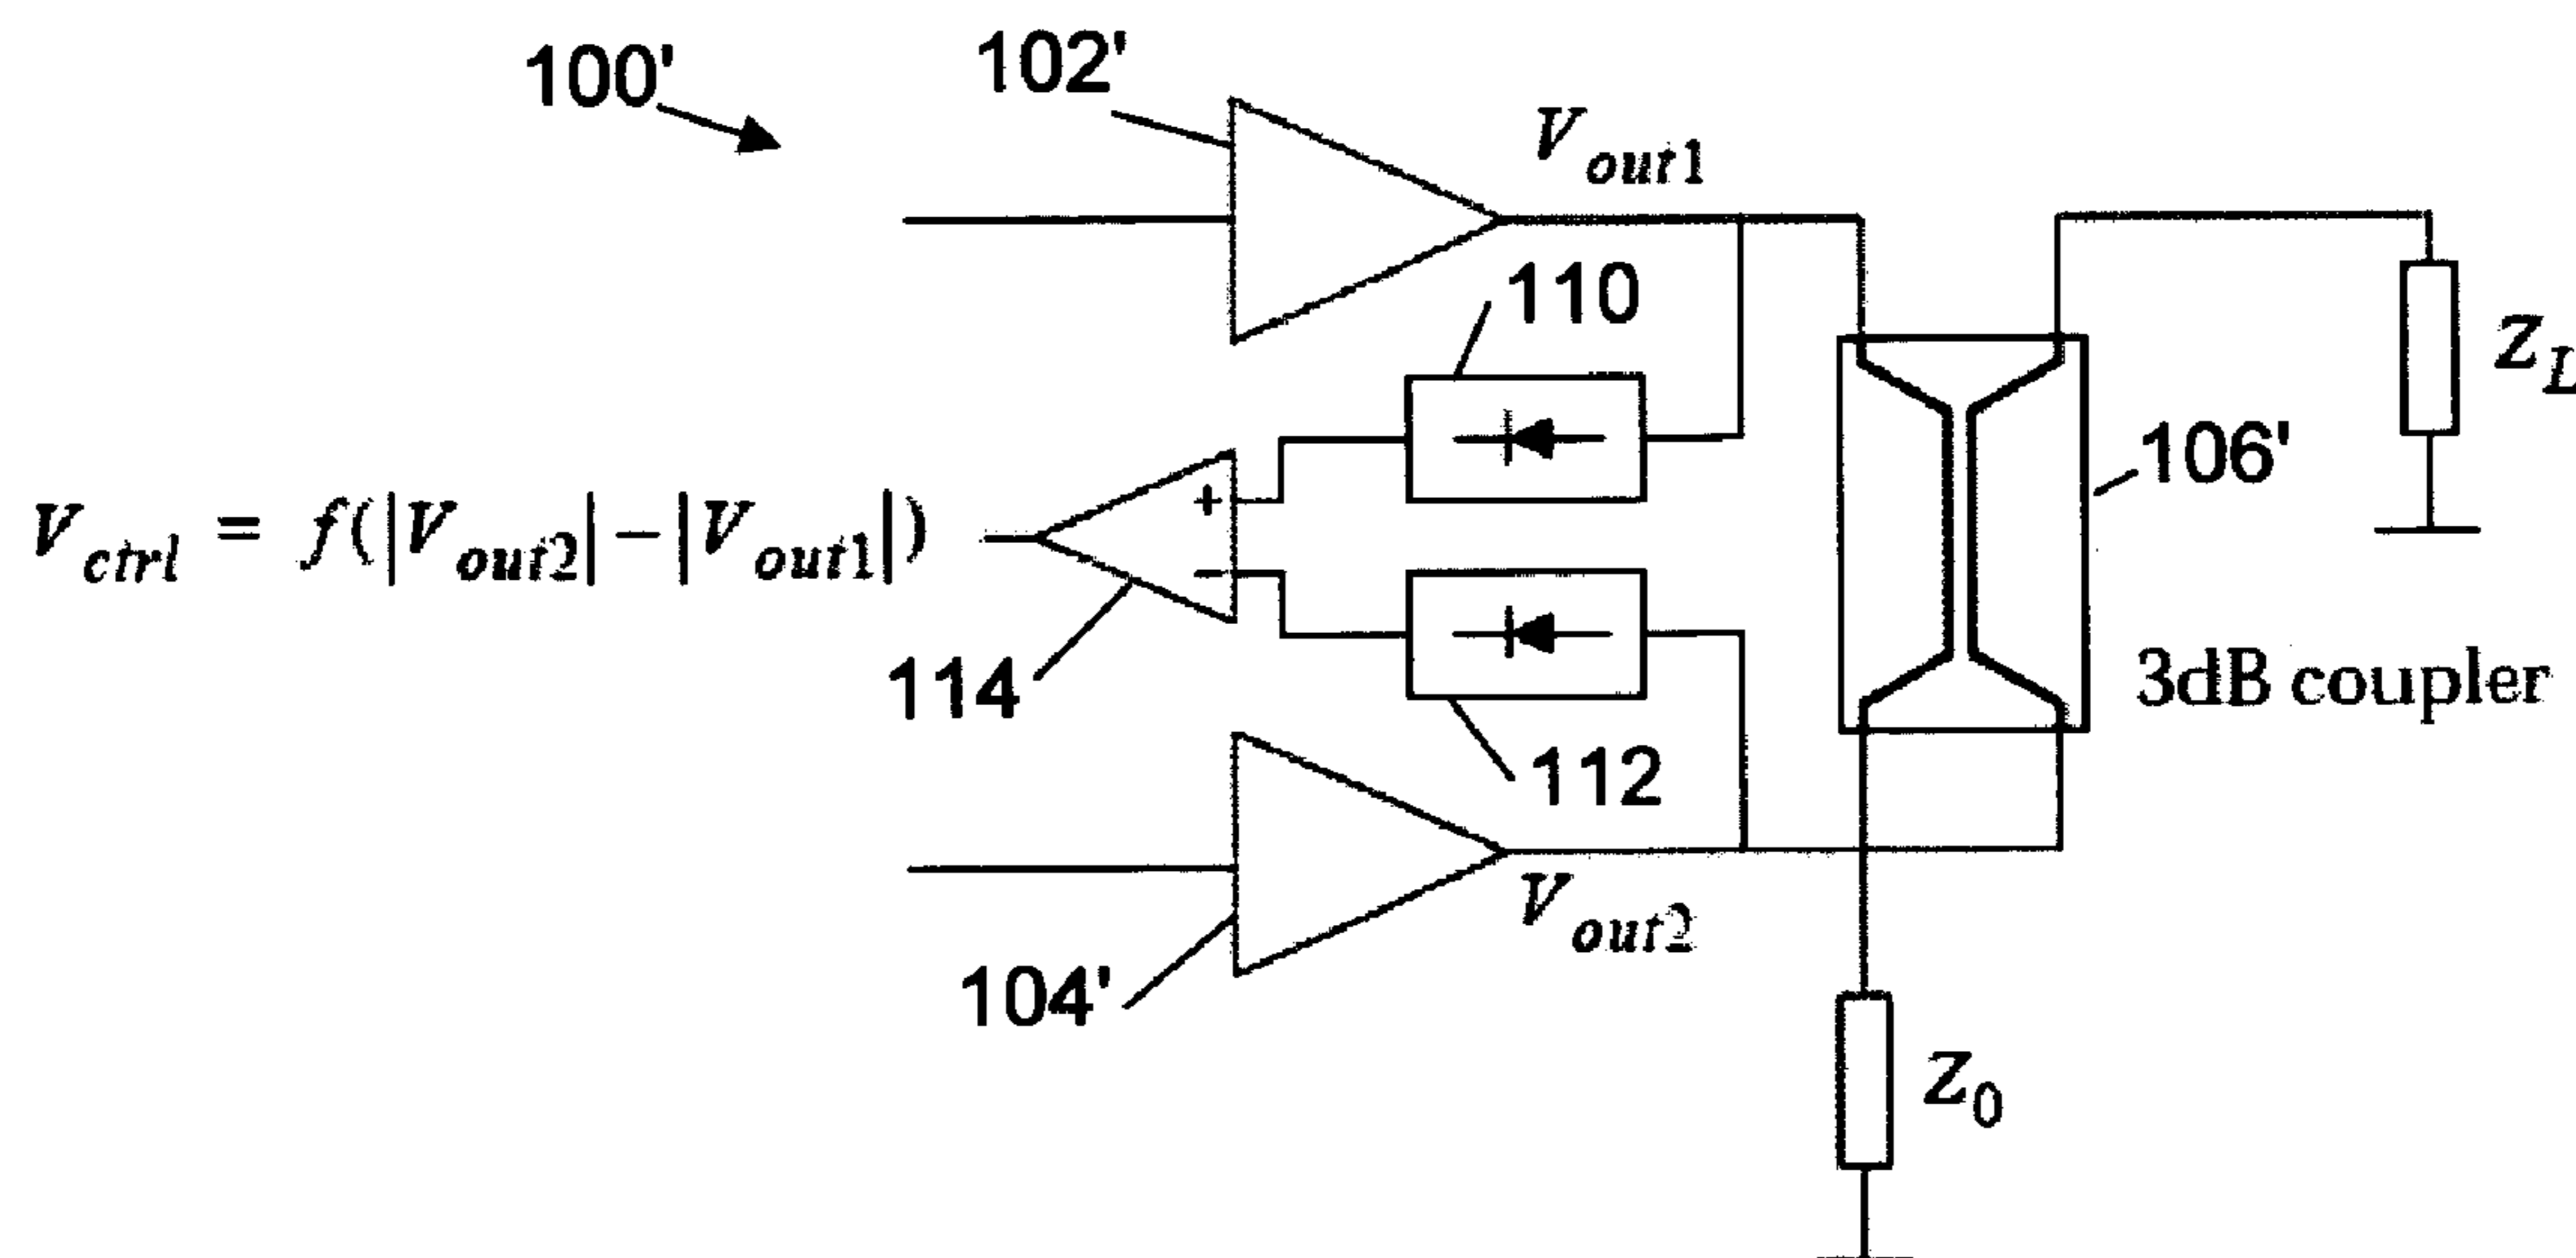 100'
102'
V_out1
110
Z_L
106'
+
V_ctrl = f(|V_out2| − |V_out1|)
−
114
3dB coupler
112
V_out2
104'
Z_0